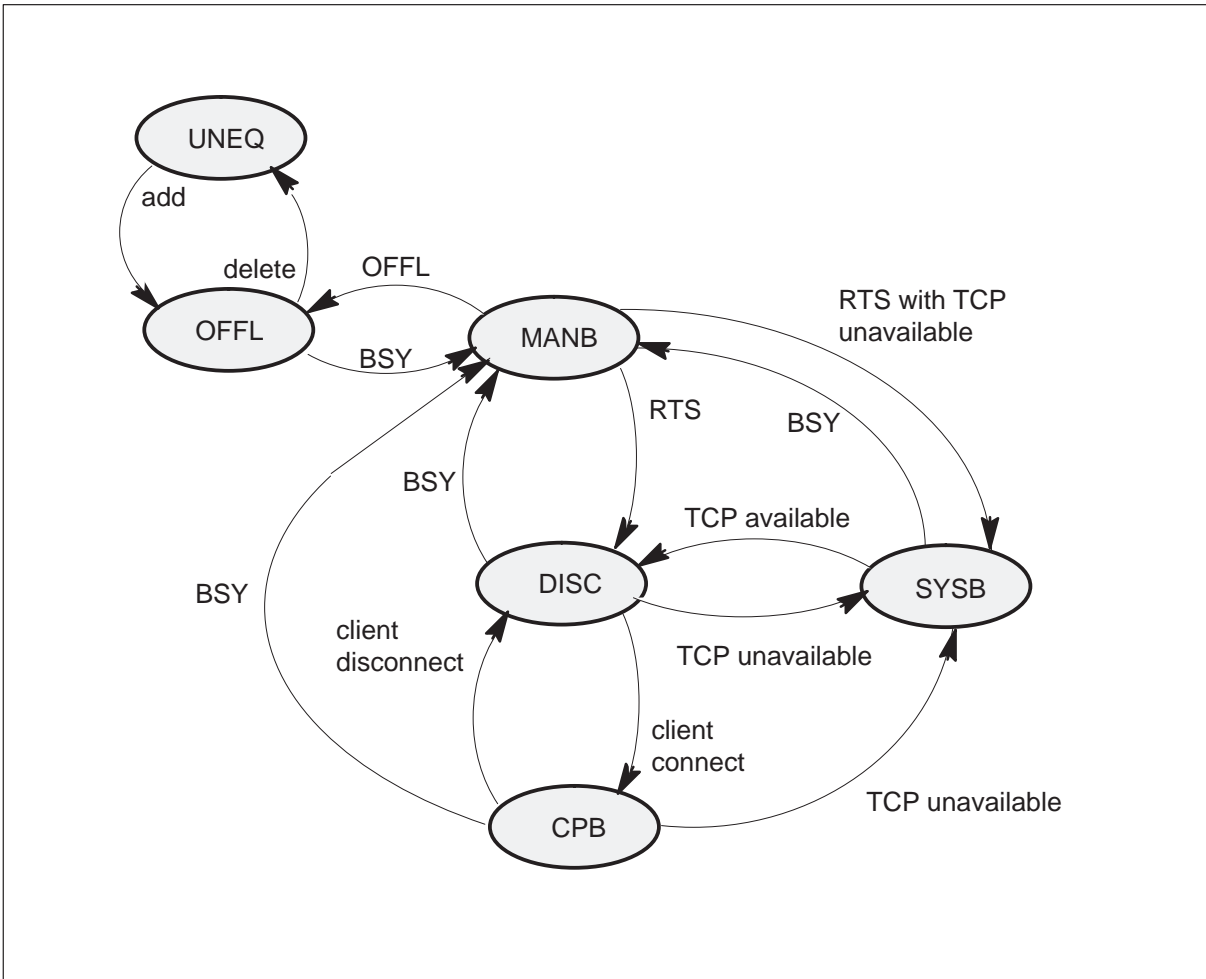 UNEQ
add
delete
OFFL
OFFL
BSY
MANB
RTS with TCP
unavailable
RTS
BSY
BSY
TCP available
DISC
SYSB
BSY
client
disconnect
TCP unavailable
client
connect
TCP unavailable
CPB